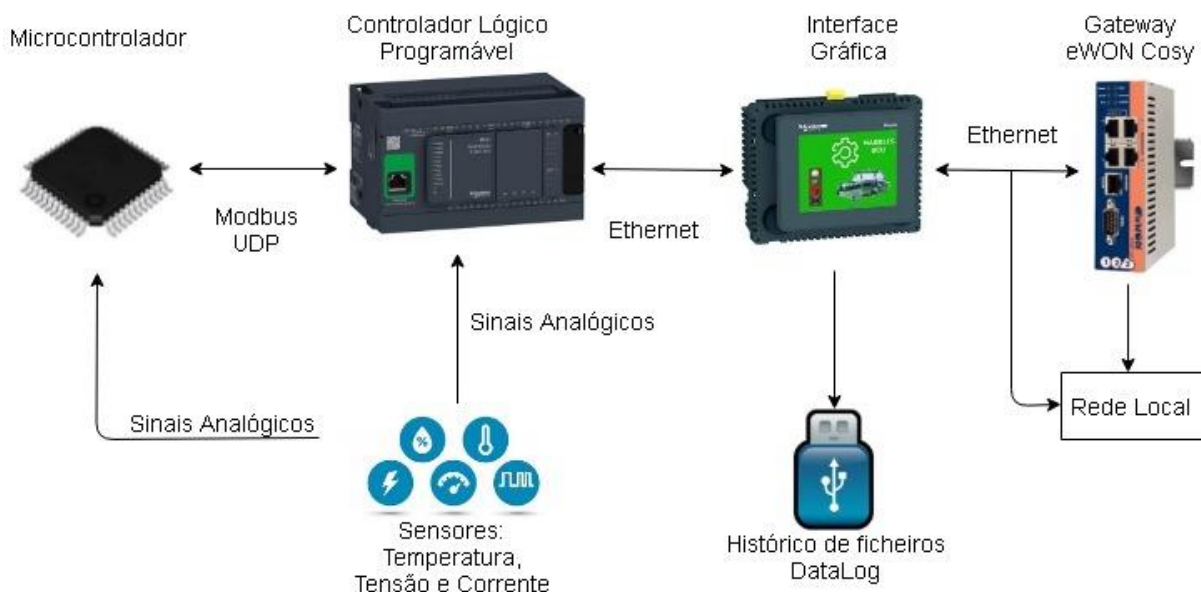 Microcontrolador
Controlador Lógico
Programável
Interface
Gráfica
Gateway
eWON Cosy
Modbus
UDP
Ethernet
Ethernet
Sinais Analógicos
Sinais Analógicos
Rede Local
Sensores:
Temperatura,
Tensão e Corrente
Histórico de ficheiros
DataLog